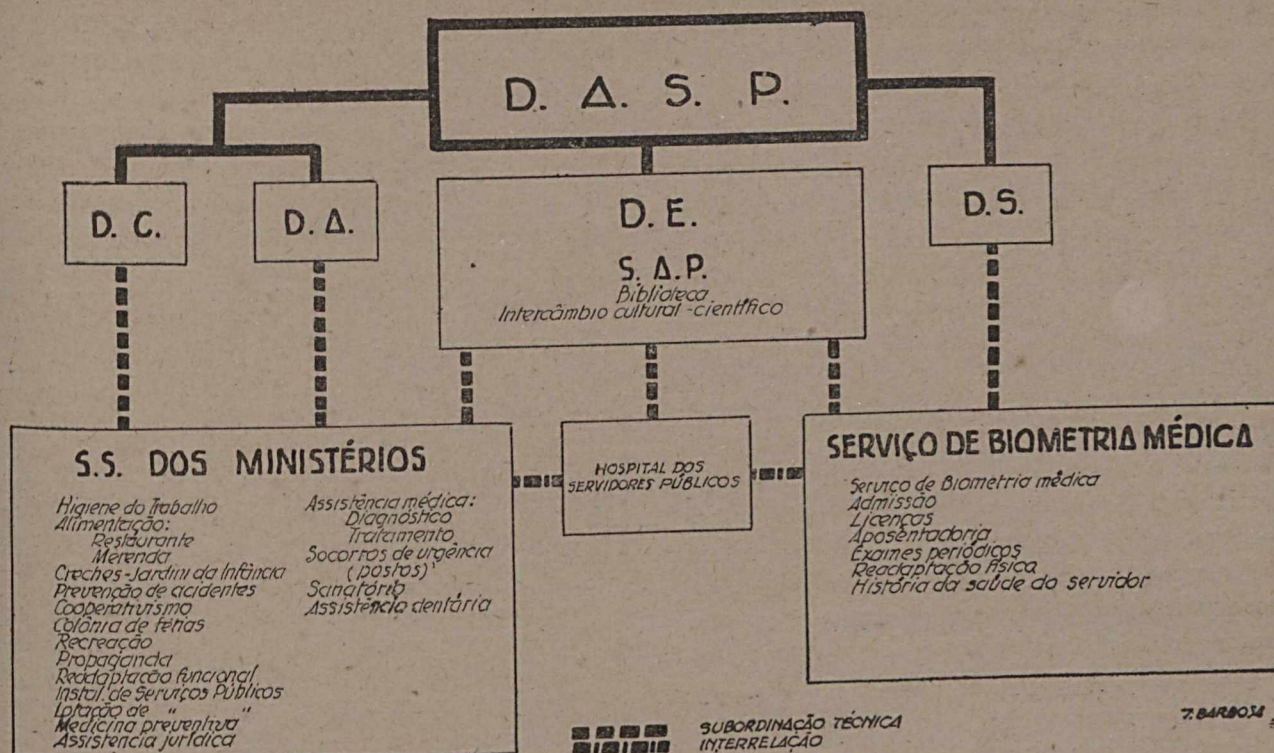 D. A. S. P.
D. C.
D. A.
D. E.
S. A. P.
Biblioteca
Intercâmbio cultural-científico
D. S.
S.S. DOS MINISTÉRIOS
Higiene do Trabalho
Alimentação:
Restaurante
Merenda
Creches-Jardini da Infância
Prevenção de acidentes
Cooperativismo
Colônia de férias
Recreação
Propaganda
Readaptação funcional
Instal. de Serviços Públicos
Lotação de " "
Medicina preventiva
Assistencia jurídica
Assistência médica:
Diagnóstico
Tratamento
Socorros de urgência
(postos)
Sanatório
Assistência dentária
HOSPITAL DOS
SERVIDORES PÚBLICOS
SERVIÇO DE BIOMETRIA MÉDICA
Serviço de Biometria médica
Admissão
Licenças
Aposentadoria
Exames periódicos
Readaptação física
História da saúde do servidor
SUBORDINAÇÃO TÉCNICA
INTERRELAÇÃO
T. BARBOSA